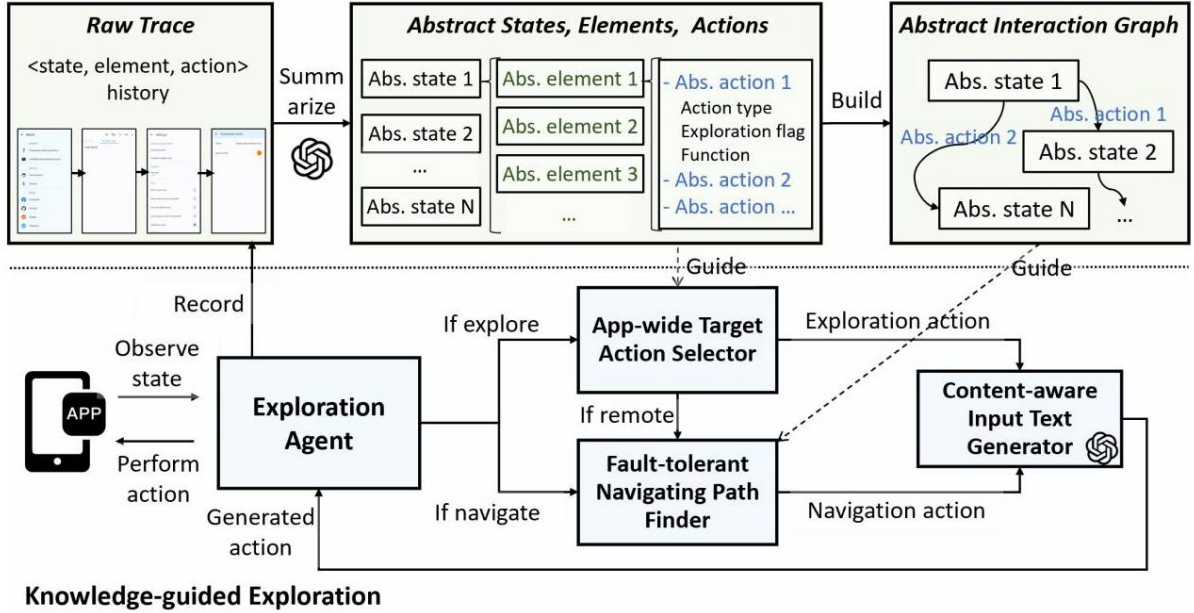 Raw Trace
<state, element, action>
history
Summ
arize
Abstract States, Elements, Actions
Abs. state 1
Abs. state 2
...
Abs. state N
Abs. element 1
Abs. element 2
Abs. element 3
...
- Abs. action 1
Action type
Exploration flag
Function
- Abs. action 2
- Abs. action ...
Build
Abstract Interaction Graph
Abs. state 1
Abs. action 1
Abs. action 2
Abs. state 2
Abs. state N
...
Guide
Guide
Record
Observe
state
APP
Perform
action
Exploration
Agent
Generated
action
If explore
If navigate
App-wide Target
Action Selector
If remote
Fault-tolerant
Navigating Path
Finder
Exploration action
Navigation action
Content-aware
Input Text
Generator
Knowledge-guided Exploration